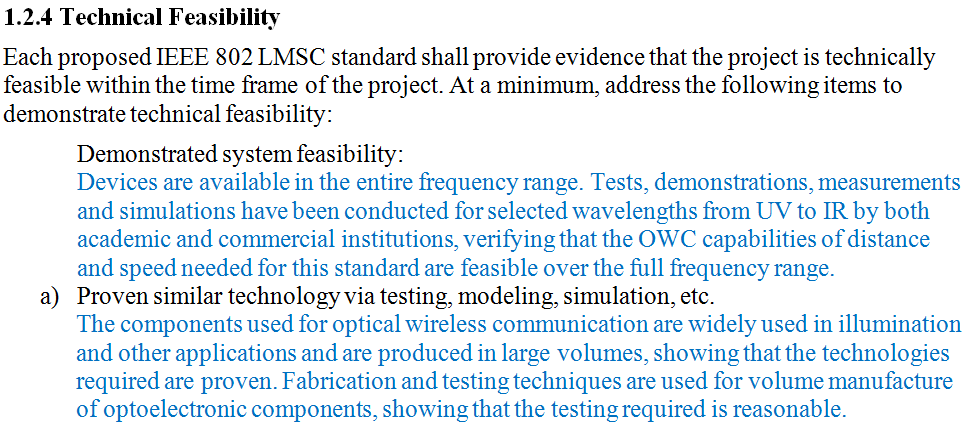 1.2.4 Technical Feasibility
Each proposed IEEE 802 LMSC standard shall provide evidence that the project is technically
feasible within the time frame of the project. At a minimum, address the following items to
demonstrate technical feasibility:
Demonstrated system feasibility:
Devices are available in the entire frequency range. Tests, demonstrations, measurements
and simulations have been conducted for selected wavelengths from UV to IR by both
academic and commercial institutions, verifying that the OWC capabilities of distance
and speed needed for this standard are feasible over the full frequency range.
a) Proven similar technology via testing, modeling, simulation, etc.
The components used for optical wireless communication are widely used in illumination
and other applications and are produced in large volumes, showing that the technologies
required are proven. Fabrication and testing techniques are used for volume manufacture
of optoelectronic components, showing that the testing required is reasonable.